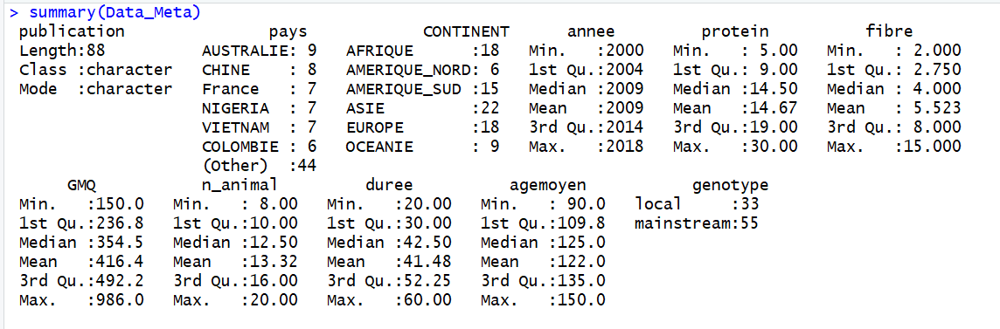 > summary(Data_Meta)
publication pays CONTINENT annee protein fibre
Length:88 AUSTRALIE: 9 AFRIQUE :18 Min. :2000 Min. : 5.00 Min. : 2.000
Class :character CHINE : 8 AMERIQUE_NORD: 6 1st Qu.:2004 1st Qu.: 9.00 1st Qu.: 2.750
Mode :character France : 7 AMERIQUE_SUD :15 Median :2009 Median :14.50 Median : 4.000
NIGERIA : 7 ASIE :22 Mean :2009 Mean :14.67 Mean : 5.523
VIETNAM : 7 EUROPE :18 3rd Qu.:2014 3rd Qu.:19.00 3rd Qu.: 8.000
COLOMBIE : 6 OCEANIE : 9 Max. :2018 Max. :30.00 Max. :15.000
(Other) :44
GMQ n_animal duree agemoyen genotype
Min. :150.0 Min. : 8.00 Min. :20.00 Min. : 90.0 local :33
1st Qu.:236.8 1st Qu.:10.00 1st Qu.:30.00 1st Qu.:109.8 mainstream:55
Median :354.5 Median :12.50 Median :42.50 Median :125.0
Mean :416.4 Mean :13.32 Mean :41.48 Mean :122.0
3rd Qu.:492.2 3rd Qu.:16.00 3rd Qu.:52.25 3rd Qu.:135.0
Max. :986.0 Max. :20.00 Max. :60.00 Max. :150.0